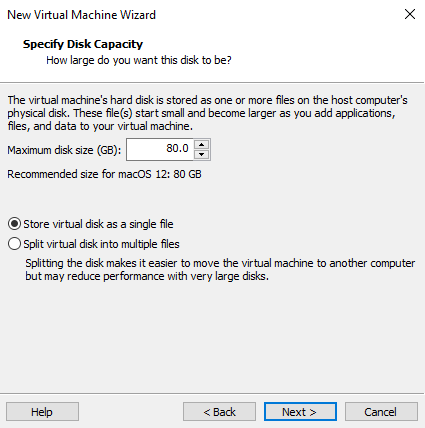 New Virtual Machine Wizard
Specify Disk Capacity
How large do you want this disk to be?
The virtual machine's hard disk is stored as one or more files on the host computer's
physical disk. These file(s) start small and become larger as you add applications,
files, and data to your virtual machine.
Maximum disk size (GB): 80.0
Recommended size for macOS 12: 80 GB
Store virtual disk as a single file
Split virtual disk into multiple files
Splitting the disk makes it easier to move the virtual machine to another computer
but may reduce performance with very large disks.
Help < Back Next > Cancel